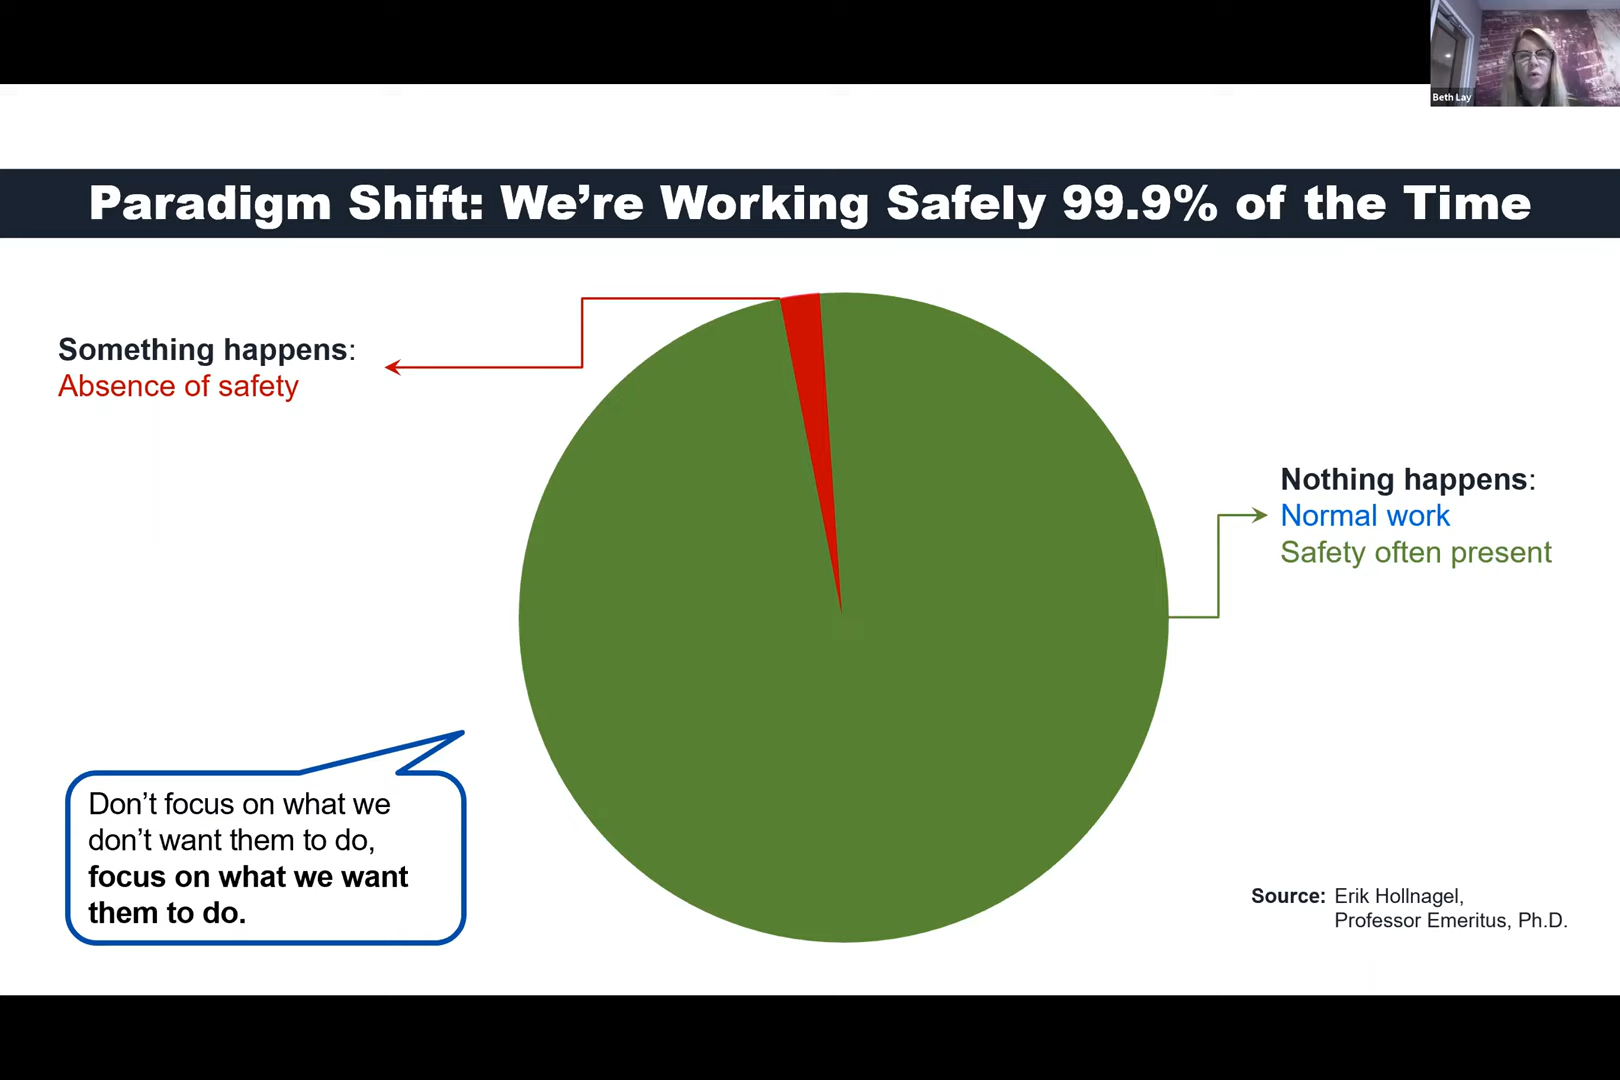 Beth Lay
Paradigm Shift: We’re Working Safely 99.9% of the Time
Something happens:
Absence of safety
Nothing happens:
Normal work
Safety often present
Don’t focus on what we
don’t want them to do,
focus on what we want
them to do.
Source: Erik Hollnagel,
Professor Emeritus, Ph.D.